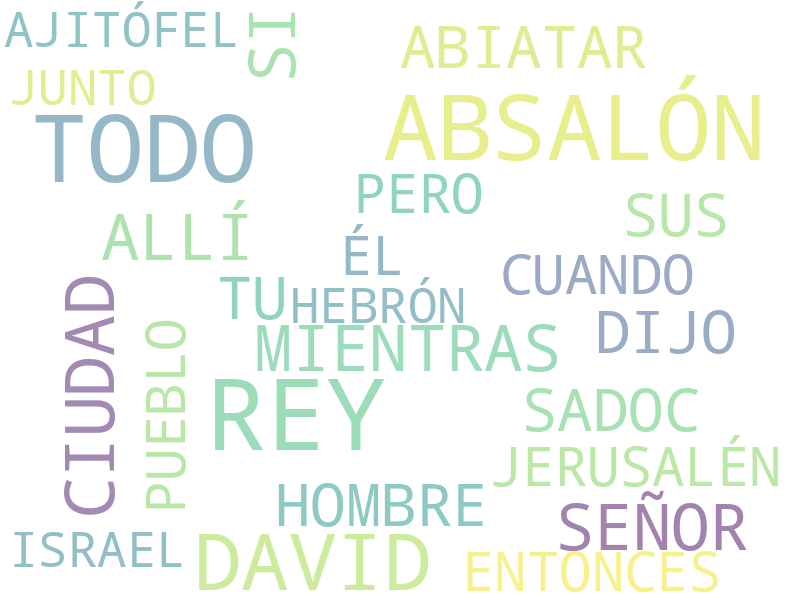 AJITÓFEL
SI
ABIATAR
JUNTO
TODO
ABSALÓN
PERO
SUS
ALLÍ
ÉL
CUANDO
TU
HEBRÓN
DIJO
CIUDAD
PUEBLO
MIENTRAS
REY
SADOC
JERUSALÉN
HOMBRE
SEÑOR
ISRAEL
DAVID
ENTONCES